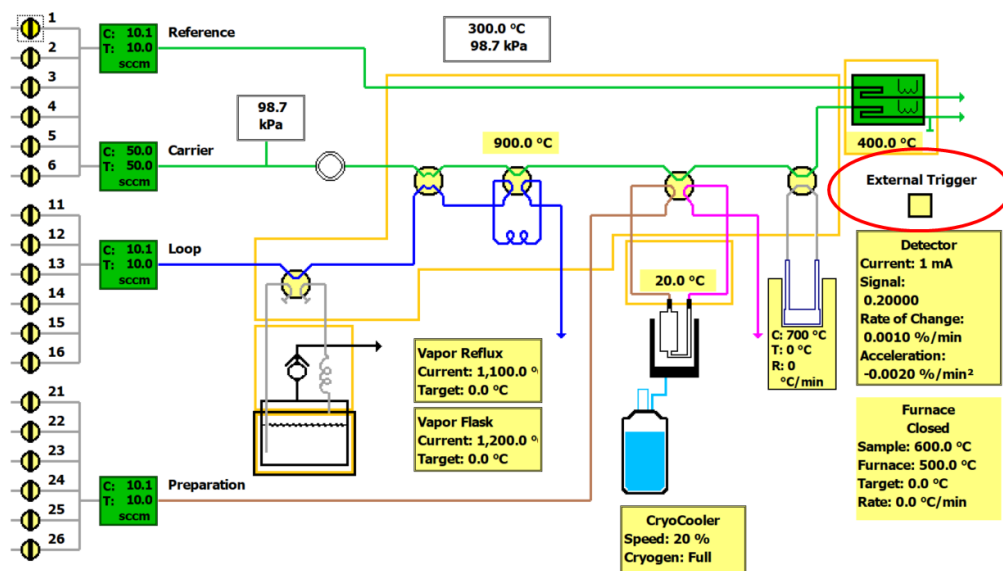 1
2
3
4
5
6
C: 10.1
T: 10.0
sccm
Reference
300.0 °C
98.7 kPa
98.7
kPa
C: 50.0
T: 50.0
sccm
Carrier
900.0 °C
400.0 °C
External Trigger
11
12
13
14
15
16
C: 10.1
T: 10.0
sccm
Loop
20.0 °C
C: 700 °C
T: 0 °C
R: 0
°C/min
Detector
Current: 1 mA
Signal:
0.20000
Rate of Change:
0.0010 %/min
Acceleration:
-0.0020 %/min²
Vapor Reflux
Current: 1,100.0 °
Target: 0.0 °C
Vapor Flask
Current: 1,200.0 °
Target: 0.0 °C
Furnace
Closed
Sample: 600.0 °C
Furnace: 500.0 °C
Target: 0.0 °C
Rate: 0.0 °C/min
21
22
23
24
25
26
C: 10.1
T: 10.0
sccm
Preparation
CryoCooler
Speed: 20 %
Cryogen: Full